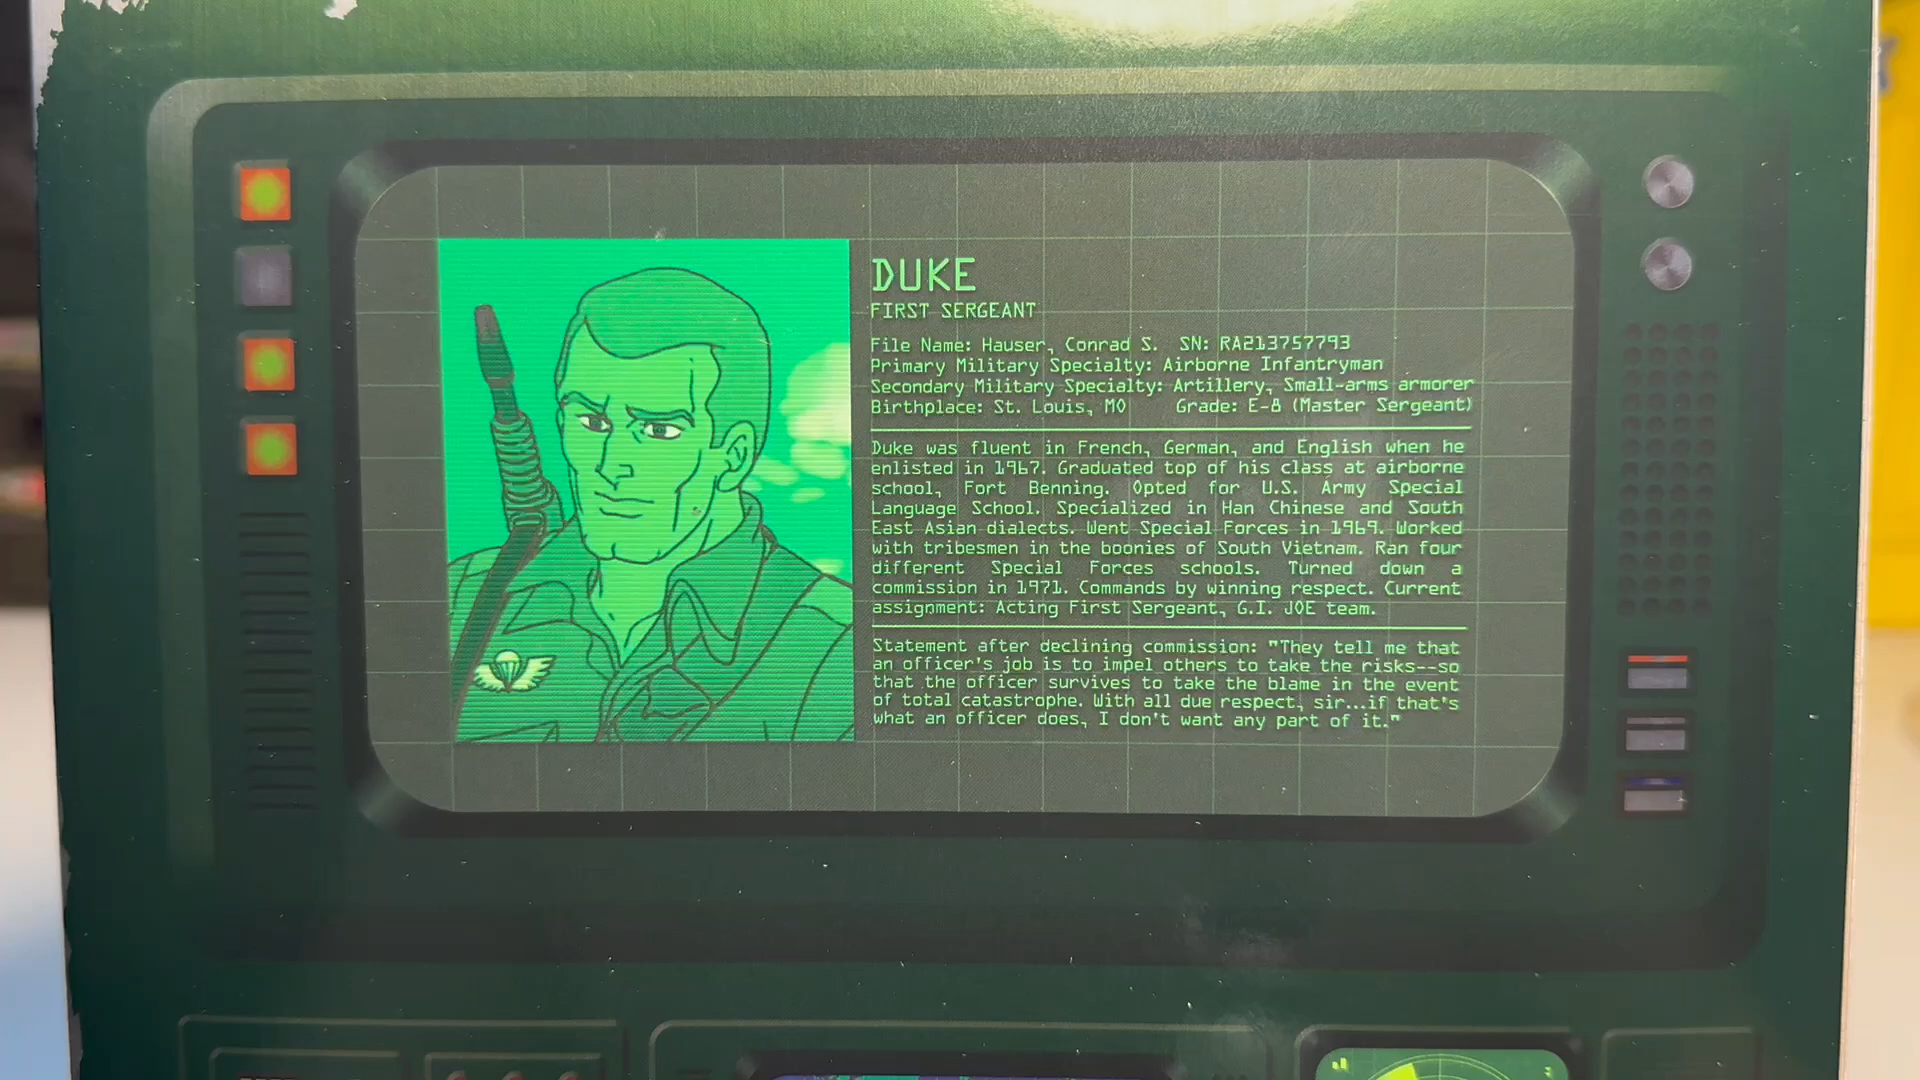 DUKE
FIRST SERGEANT
File Name: Hauser, Conrad S. SN: RA213757793
Primary Military Specialty: Airborne Infantryman
Secondary Military Specialty: Artillery, Small-arms armorer
Birthplace: St. Louis, MO Grade: E-8 (Master Sergeant)
Duke was fluent in French, German, and English when he
enlisted in 1967. Graduated top of his class at airborne
school, Fort Benning. Opted for U.S. Army Special
Language School. Specialized in Han Chinese and South
East Asian dialects. Went Special Forces in 1969. Worked
with tribesmen in the boonies of South Vietnam. Ran four
different Special Forces schools. Turned down a
commission in 1971. Commands by winning respect. Current
assignment: Acting First Sergeant, G.I. JOE team.
Statement after declining commission: "They tell me that
an officer's job is to impel others to take the risks--so
that the officer survives to take the blame in the event
of total catastrophe. With all due respect, sir...if that's
what an officer does, I don't want any part of it."